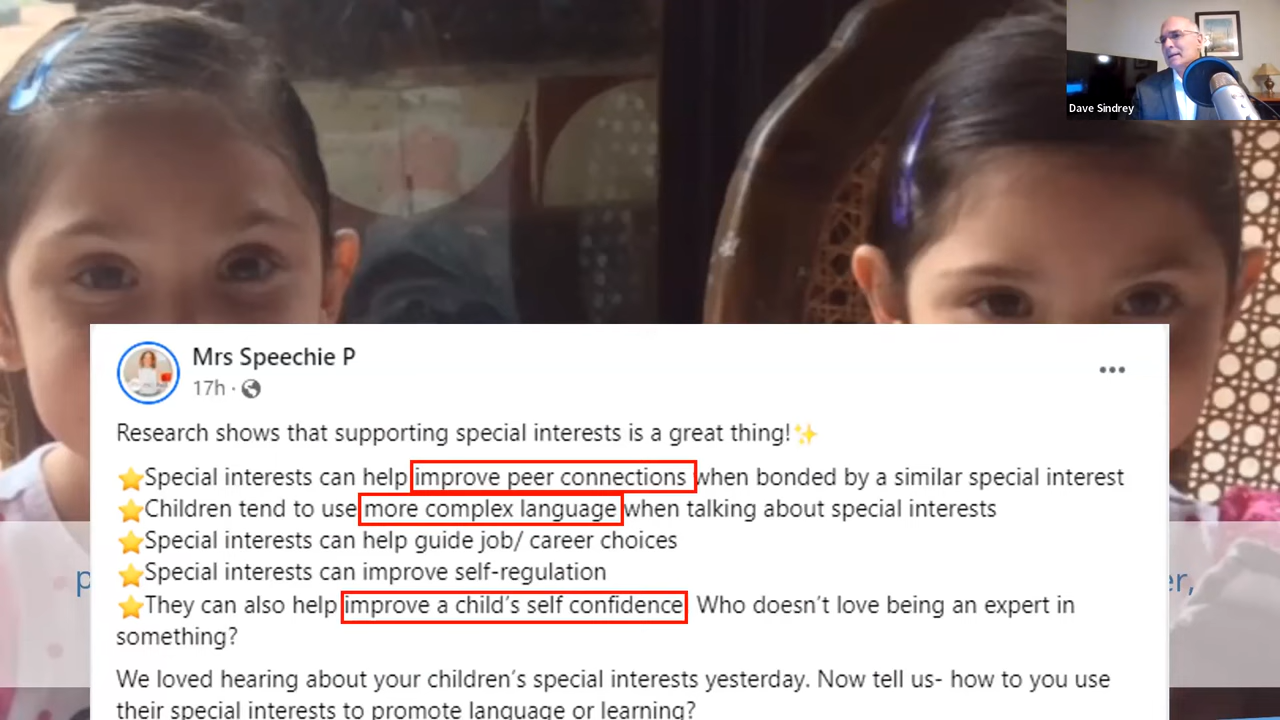 Dave Sindrey
Mrs Speechie P
17h ·
Research shows that supporting special interests is a great thing!✨
⭐Special interests can help improve peer connections when bonded by a similar special interest
⭐Children tend to use more complex language when talking about special interests
⭐Special interests can help guide job/ career choices
⭐Special interests can improve self-regulation
⭐They can also help improve a child's self confidence Who doesn't love being an expert in
something?
We loved hearing about your children's special interests yesterday. Now tell us- how to you use
their special interests to promote language or learning?